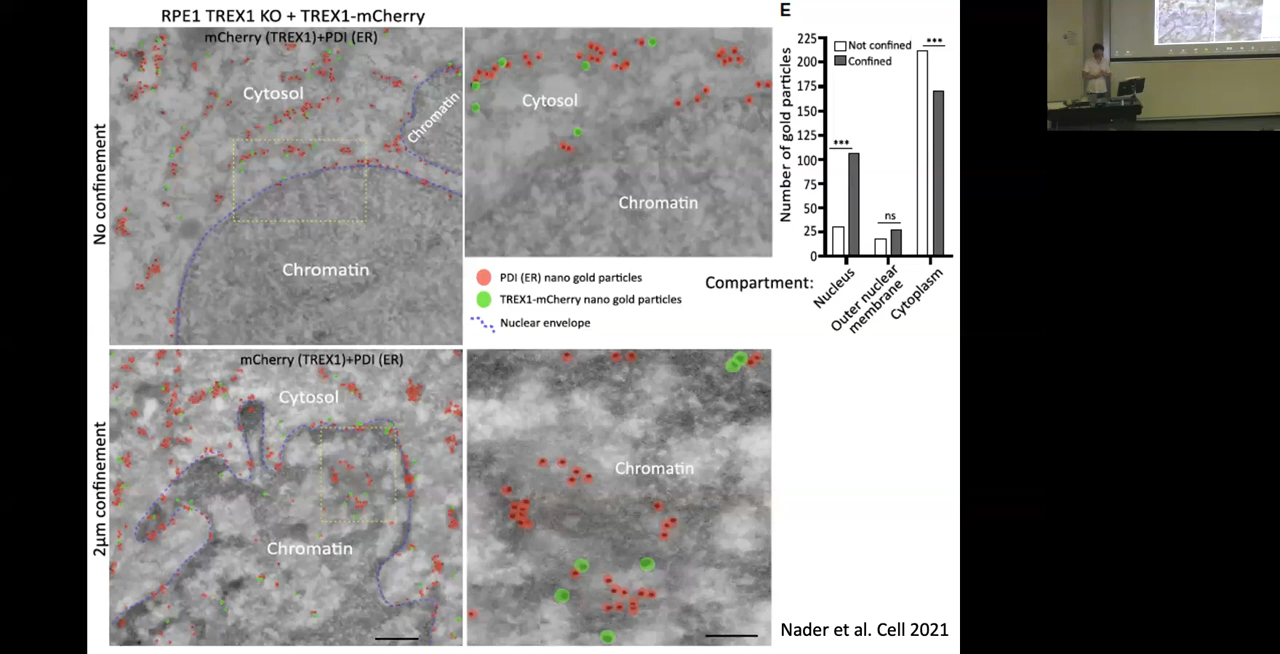 RPE1 TREX1 KO + TREX1-mCherry
mCherry (TREX1)+PDI (ER)
No confinement
Cytosol
Chromatin
Chromatin
Cytosol
Chromatin
PDI (ER) nano gold particles
TREX1-mCherry nano gold particles
Nuclear envelope
2μm confinement
mCherry (TREX1)+PDI (ER)
Cytosol
Chromatin
Chromatin
E
Number of gold particles
225
200
175
150
125
100
75
50
25
0
Not confined
Confined
***
ns
***
Compartment:
Nucleus
Outer nuclear
membrane
Cytoplasm
Nader et al. Cell 2021